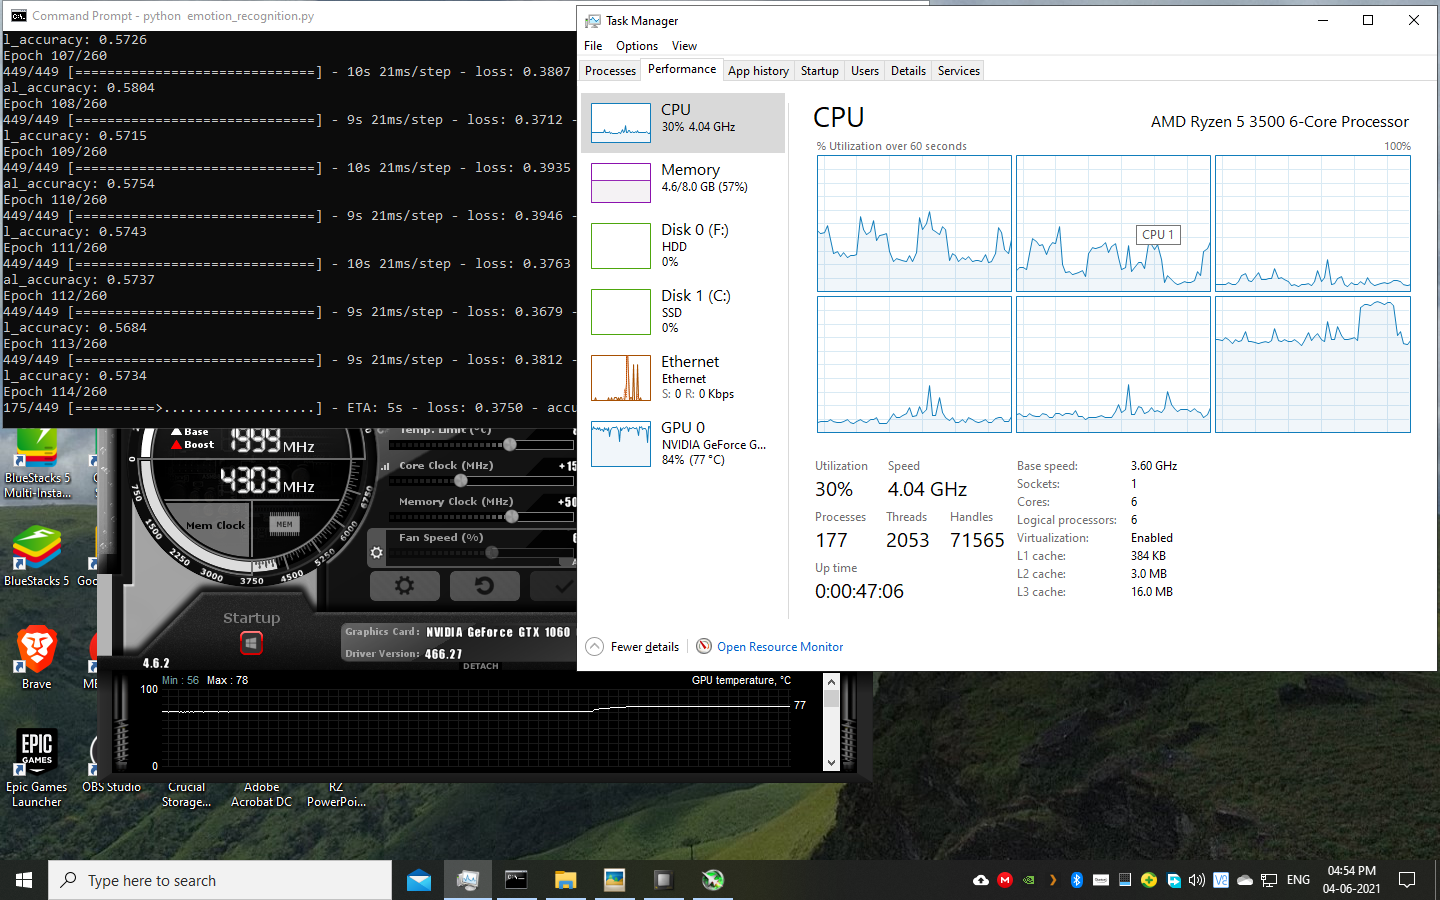 Command Prompt - python  emotion_recognition.py
l_accuracy: 0.5726
Epoch 107/260
449/449 [==============================] - 10s 21ms/step - loss: 0.3807
al_accuracy: 0.5804
Epoch 108/260
449/449 [==============================] - 9s 21ms/step - loss: 0.3712 -
l_accuracy: 0.5715
Epoch 109/260
449/449 [==============================] - 10s 21ms/step - loss: 0.3935
al_accuracy: 0.5754
Epoch 110/260
449/449 [==============================] - 9s 21ms/step - loss: 0.3946 -
l_accuracy: 0.5743
Epoch 111/260
449/449 [==============================] - 10s 21ms/step - loss: 0.3763
al_accuracy: 0.5737
Epoch 112/260
449/449 [==============================] - 9s 21ms/step - loss: 0.3679 -
l_accuracy: 0.5684
Epoch 113/260
449/449 [==============================] - 9s 21ms/step - loss: 0.3812 -
l_accuracy: 0.5734
Epoch 114/260
175/449 [==========>...................] - ETA: 5s - loss: 0.3750 - accu
Task Manager
File Options View
Processes Performance App history Startup Users Details Services
CPU
30% 4.04 GHz
Memory
4.6/8.0 GB (57%)
Disk 0 (F:)
HDD
0%
Disk 1 (C:)
SSD
0%
Ethernet
Ethernet
S: 0 R: 0 Kbps
GPU 0
NVIDIA GeForce G...
84% (77 °C)
CPU
AMD Ryzen 5 3500 6-Core Processor
% Utilization over 60 seconds 100%
CPU 1
Utilization Speed
30% 4.04 GHz
Processes Threads Handles
177 2053 71565
Up time
0:00:47:06
Base speed: 3.60 GHz
Sockets: 1
Cores: 6
Logical processors: 6
Virtualization: Enabled
L1 cache: 384 KB
L2 cache: 3.0 MB
L3 cache: 16.0 MB
Fewer details
Open Resource Monitor
Base
Boost
1999 MHz
4303 MHz
Mem Clock
MEM
0
750
1500
2250
3000
3750
4500
5250
6000
6750
Temp. Limit (°C)
Core Clock (MHz) +15
Memory Clock (MHz) +50
Fan Speed (%)
Startup
Graphics Card: NVIDIA GeForce GTX 1060
Driver Version: 466.27
4.6.2
DETACH
Min : 56 Max : 78
GPU temperature, °C
100
77
0
BlueStacks 5
Multi-Insta...
BlueStacks 5
Goo
Brave
ME
EPIC
GAMES
Epic Games
Launcher
OBS Studio
Crucial
Storage...
Adobe
Acrobat DC
RZ
PowerPoi...
Type here to search
ENG
04:54 PM
04-06-2021